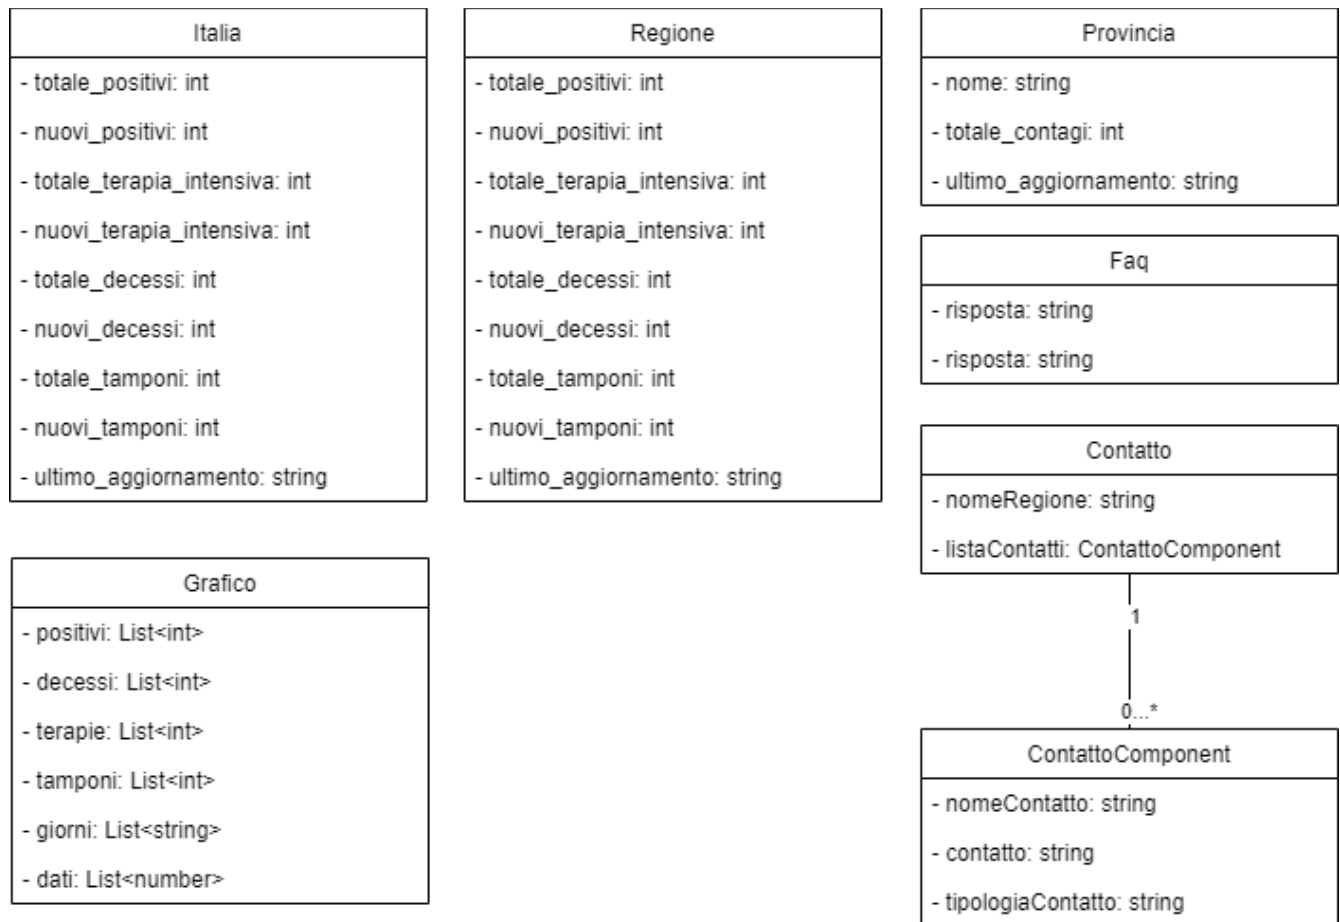 Italia
- totale_positivi: int
- nuovi_positivi: int
- totale_terapia_intensiva: int
- nuovi_terapia_intensiva: int
- totale_decessi: int
- nuovi_decessi: int
- totale_tamponi: int
- nuovi_tamponi: int
- ultimo_aggiornamento: string
Regione
- totale_positivi: int
- nuovi_positivi: int
- totale_terapia_intensiva: int
- nuovi_terapia_intensiva: int
- totale_decessi: int
- nuovi_decessi: int
- totale_tamponi: int
- nuovi_tamponi: int
- ultimo_aggiornamento: string
Provincia
- nome: string
- totale_contagi: int
- ultimo_aggiornamento: string
Faq
- risposta: string
- risposta: string
Contatto
- nomeRegione: string
- listaContatti: ContattoComponent
1
0...*
ContattoComponent
- nomeContatto: string
- contatto: string
- tipologiaContatto: string
Grafico
- positivi: List<int>
- decessi: List<int>
- terapie: List<int>
- tamponi: List<int>
- giorni: List<string>
- dati: List<number>